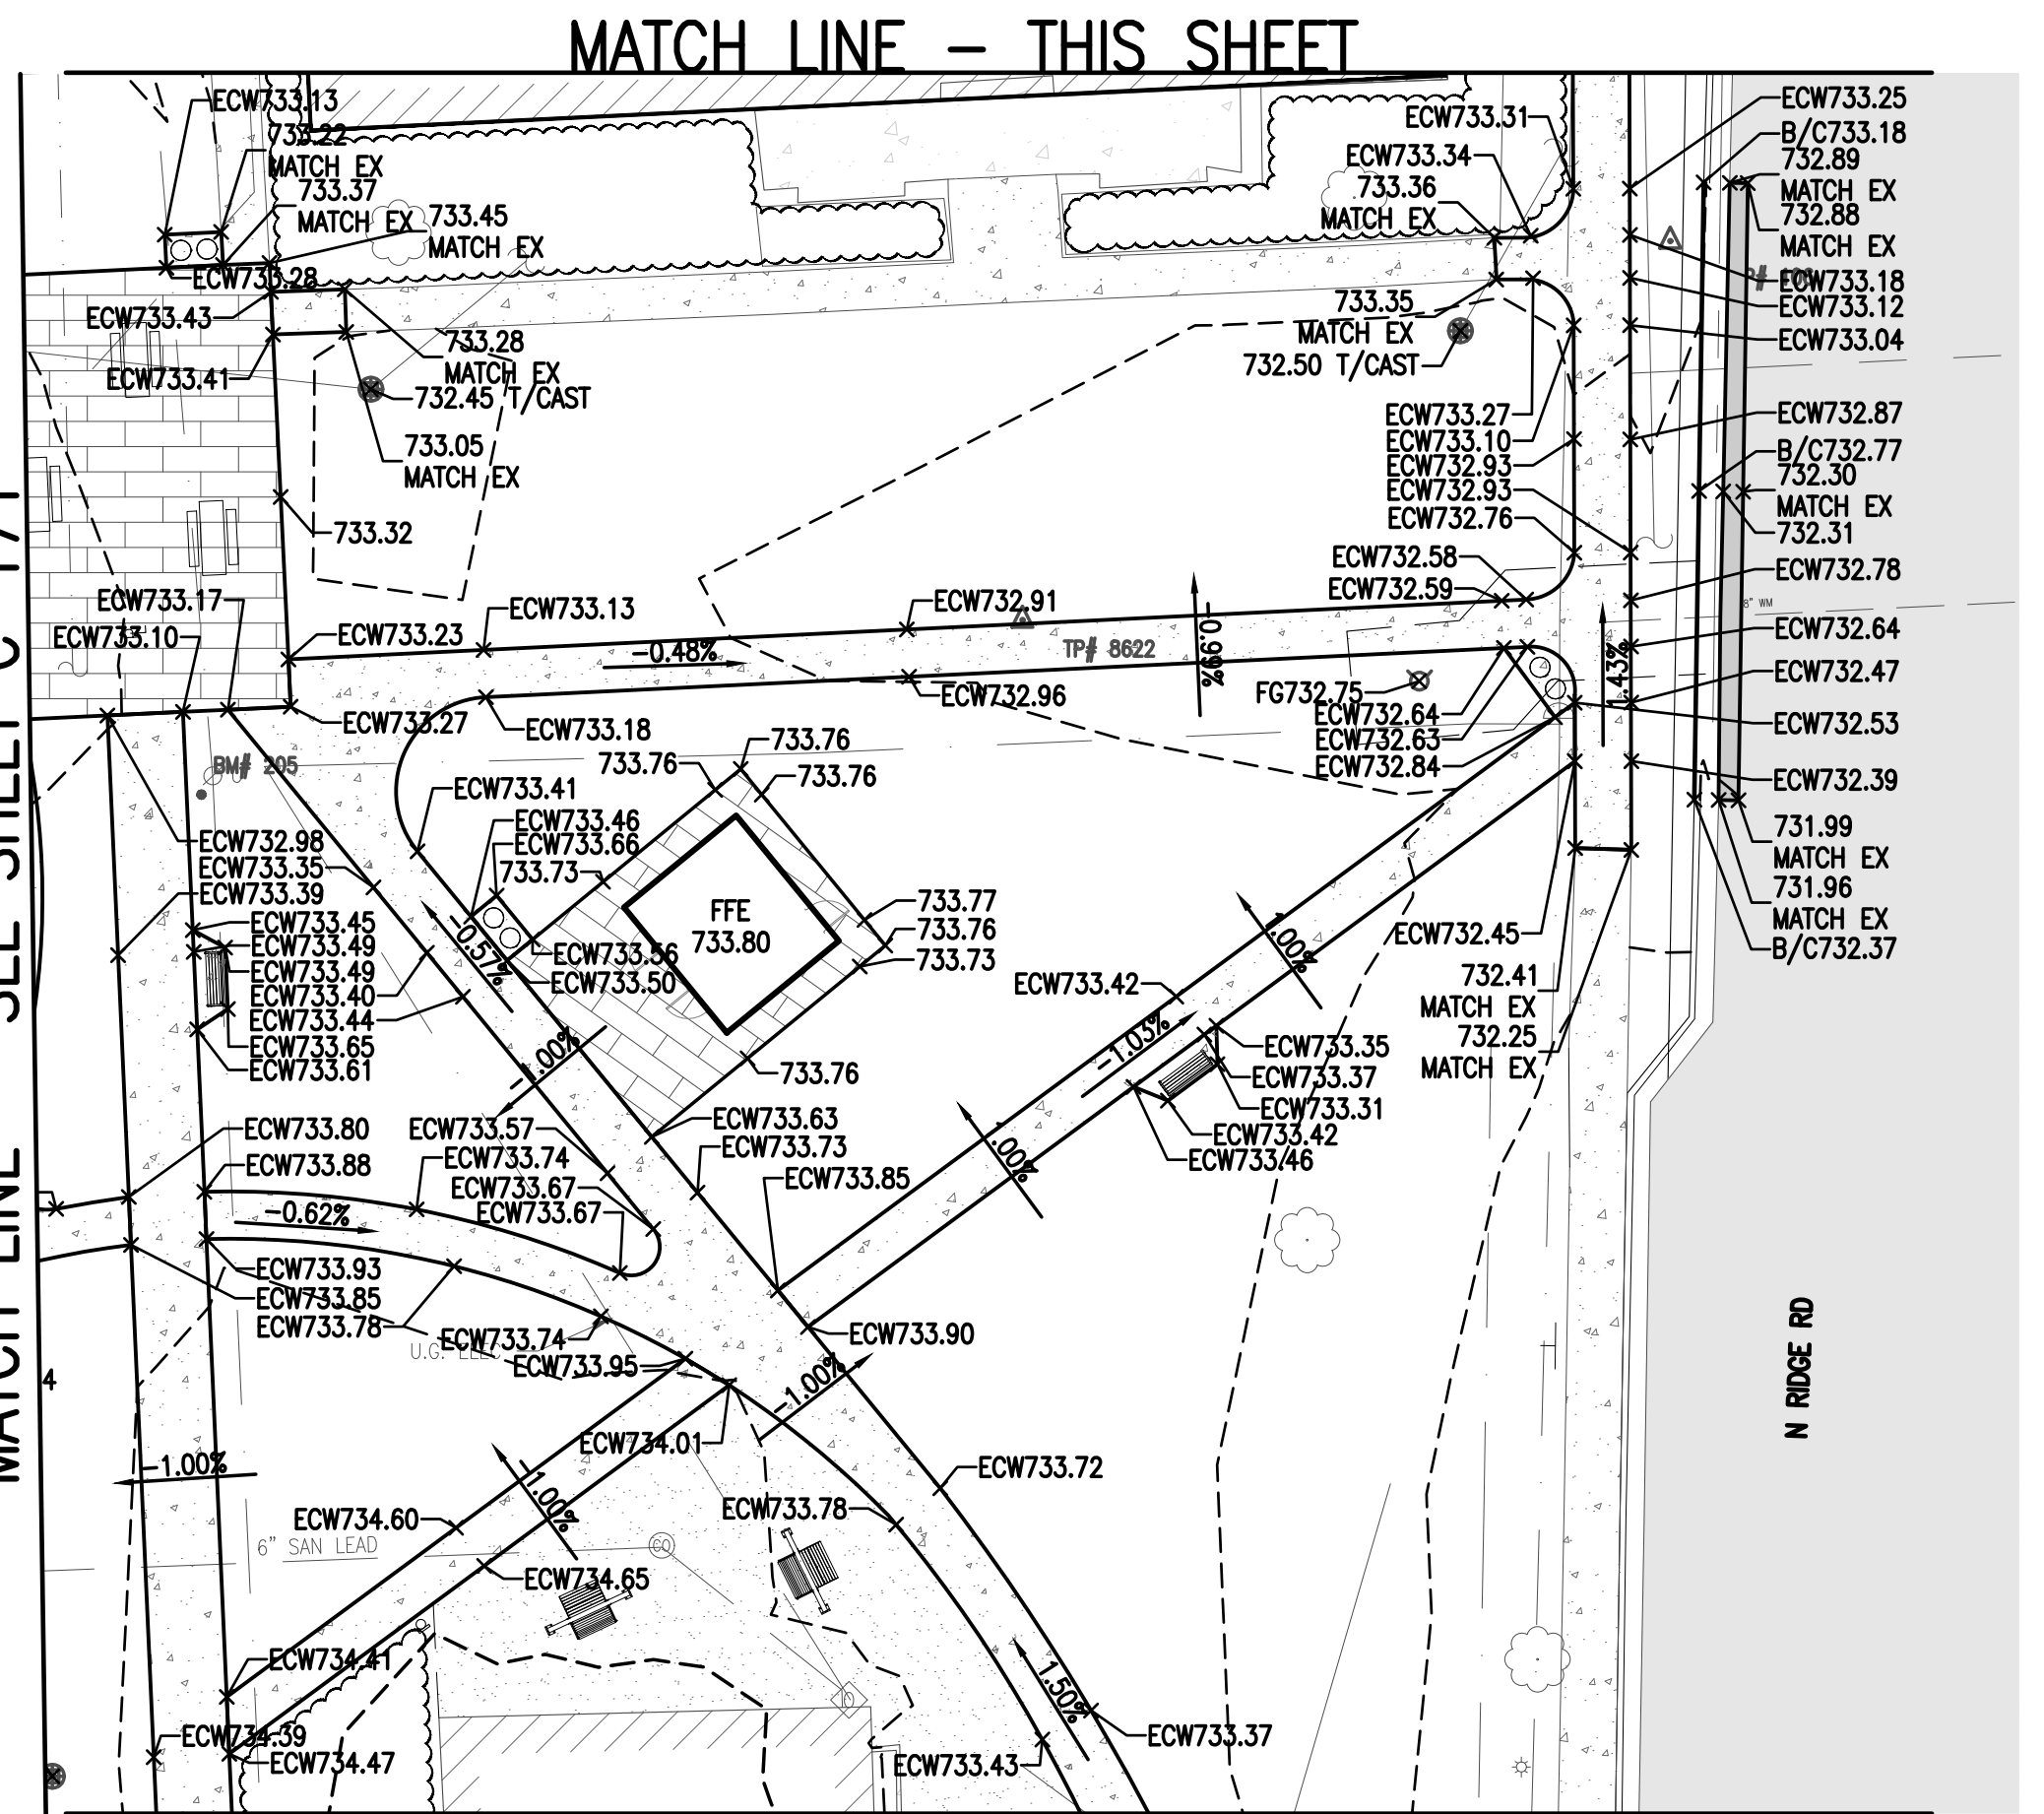 MATCH LINE – THIS SHEET
ECW733.13
733.22
MATCH EX
733.37
MATCH EX
733.45
MATCH EX
ECW733.28
ECW733.43
ECW733.41
733.28
MATCH EX
732.45 T/CAST
733.05
MATCH EX
733.32
ECW733.31
ECW733.34
733.36
MATCH EX
733.35
MATCH EX
732.50 T/CAST
ECW733.27
ECW733.10
ECW732.93
ECW732.93
ECW732.76
ECW732.58
ECW732.59
ECW733.25
B/C733.18
732.89
MATCH EX
732.88
MATCH EX
ECW733.18
ECW733.12
ECW733.04
ECW732.87
B/C732.77
732.30
MATCH EX
732.31
ECW732.78
8" WM
ECW732.64
ECW732.47
ECW732.53
ECW732.39
731.99
MATCH EX
731.96
MATCH EX
B/C732.37
ECW733.17
ECW733.10
ECW733.23
ECW733.13
ECW732.91
-0.48%
TP# 8622
-0.99%
1.43%
ECW732.96
FG732.75
ECW732.64
ECW732.63
ECW732.84
ECW733.27
ECW733.18
BM# 205
733.76
733.76
733.76
ECW733.41
ECW733.46
ECW733.66
733.73
ECW732.98
ECW733.35
ECW733.39
ECW733.45
ECW733.49
ECW733.49
ECW733.40
ECW733.44
ECW733.65
ECW733.61
-0.57%
FFE
733.80
ECW733.56
ECW733.50
733.77
733.76
733.73
-1.00%
733.76
ECW733.42
-1.03%
1.00%
ECW732.45
732.41
MATCH EX
732.25
MATCH EX
ECW733.35
ECW733.37
ECW733.31
ECW733.42
ECW733.46
1.00%
ECW733.80
ECW733.88
ECW733.57
ECW733.74
ECW733.67
ECW733.67
ECW733.63
ECW733.73
ECW733.85
-0.62%
ECW733.93
ECW733.85
ECW733.78
ECW733.74
U.G. ELEC
ECW733.95
ECW733.90
-1.00%
ECW734.01
4
-1.00%
-1.00%
ECW733.72
ECW733.78
ECW734.60
6" SAN LEAD
CO
ECW734.65
ECW734.41
ECW734.39
ECW734.47
D
1.50%
ECW733.37
ECW733.43
N RIDGE RD
MATCH LINE
SEE SHEET C